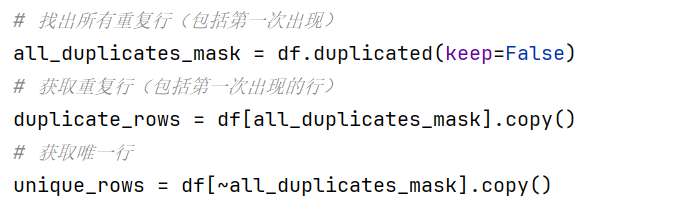 # 找出所有重复行（包括第一次出现）
all_duplicates_mask = df.duplicated(keep=False)
# 获取重复行（包括第一次出现的行）
duplicate_rows = df[all_duplicates_mask].copy()
# 获取唯一行
unique_rows = df[~all_duplicates_mask].copy()